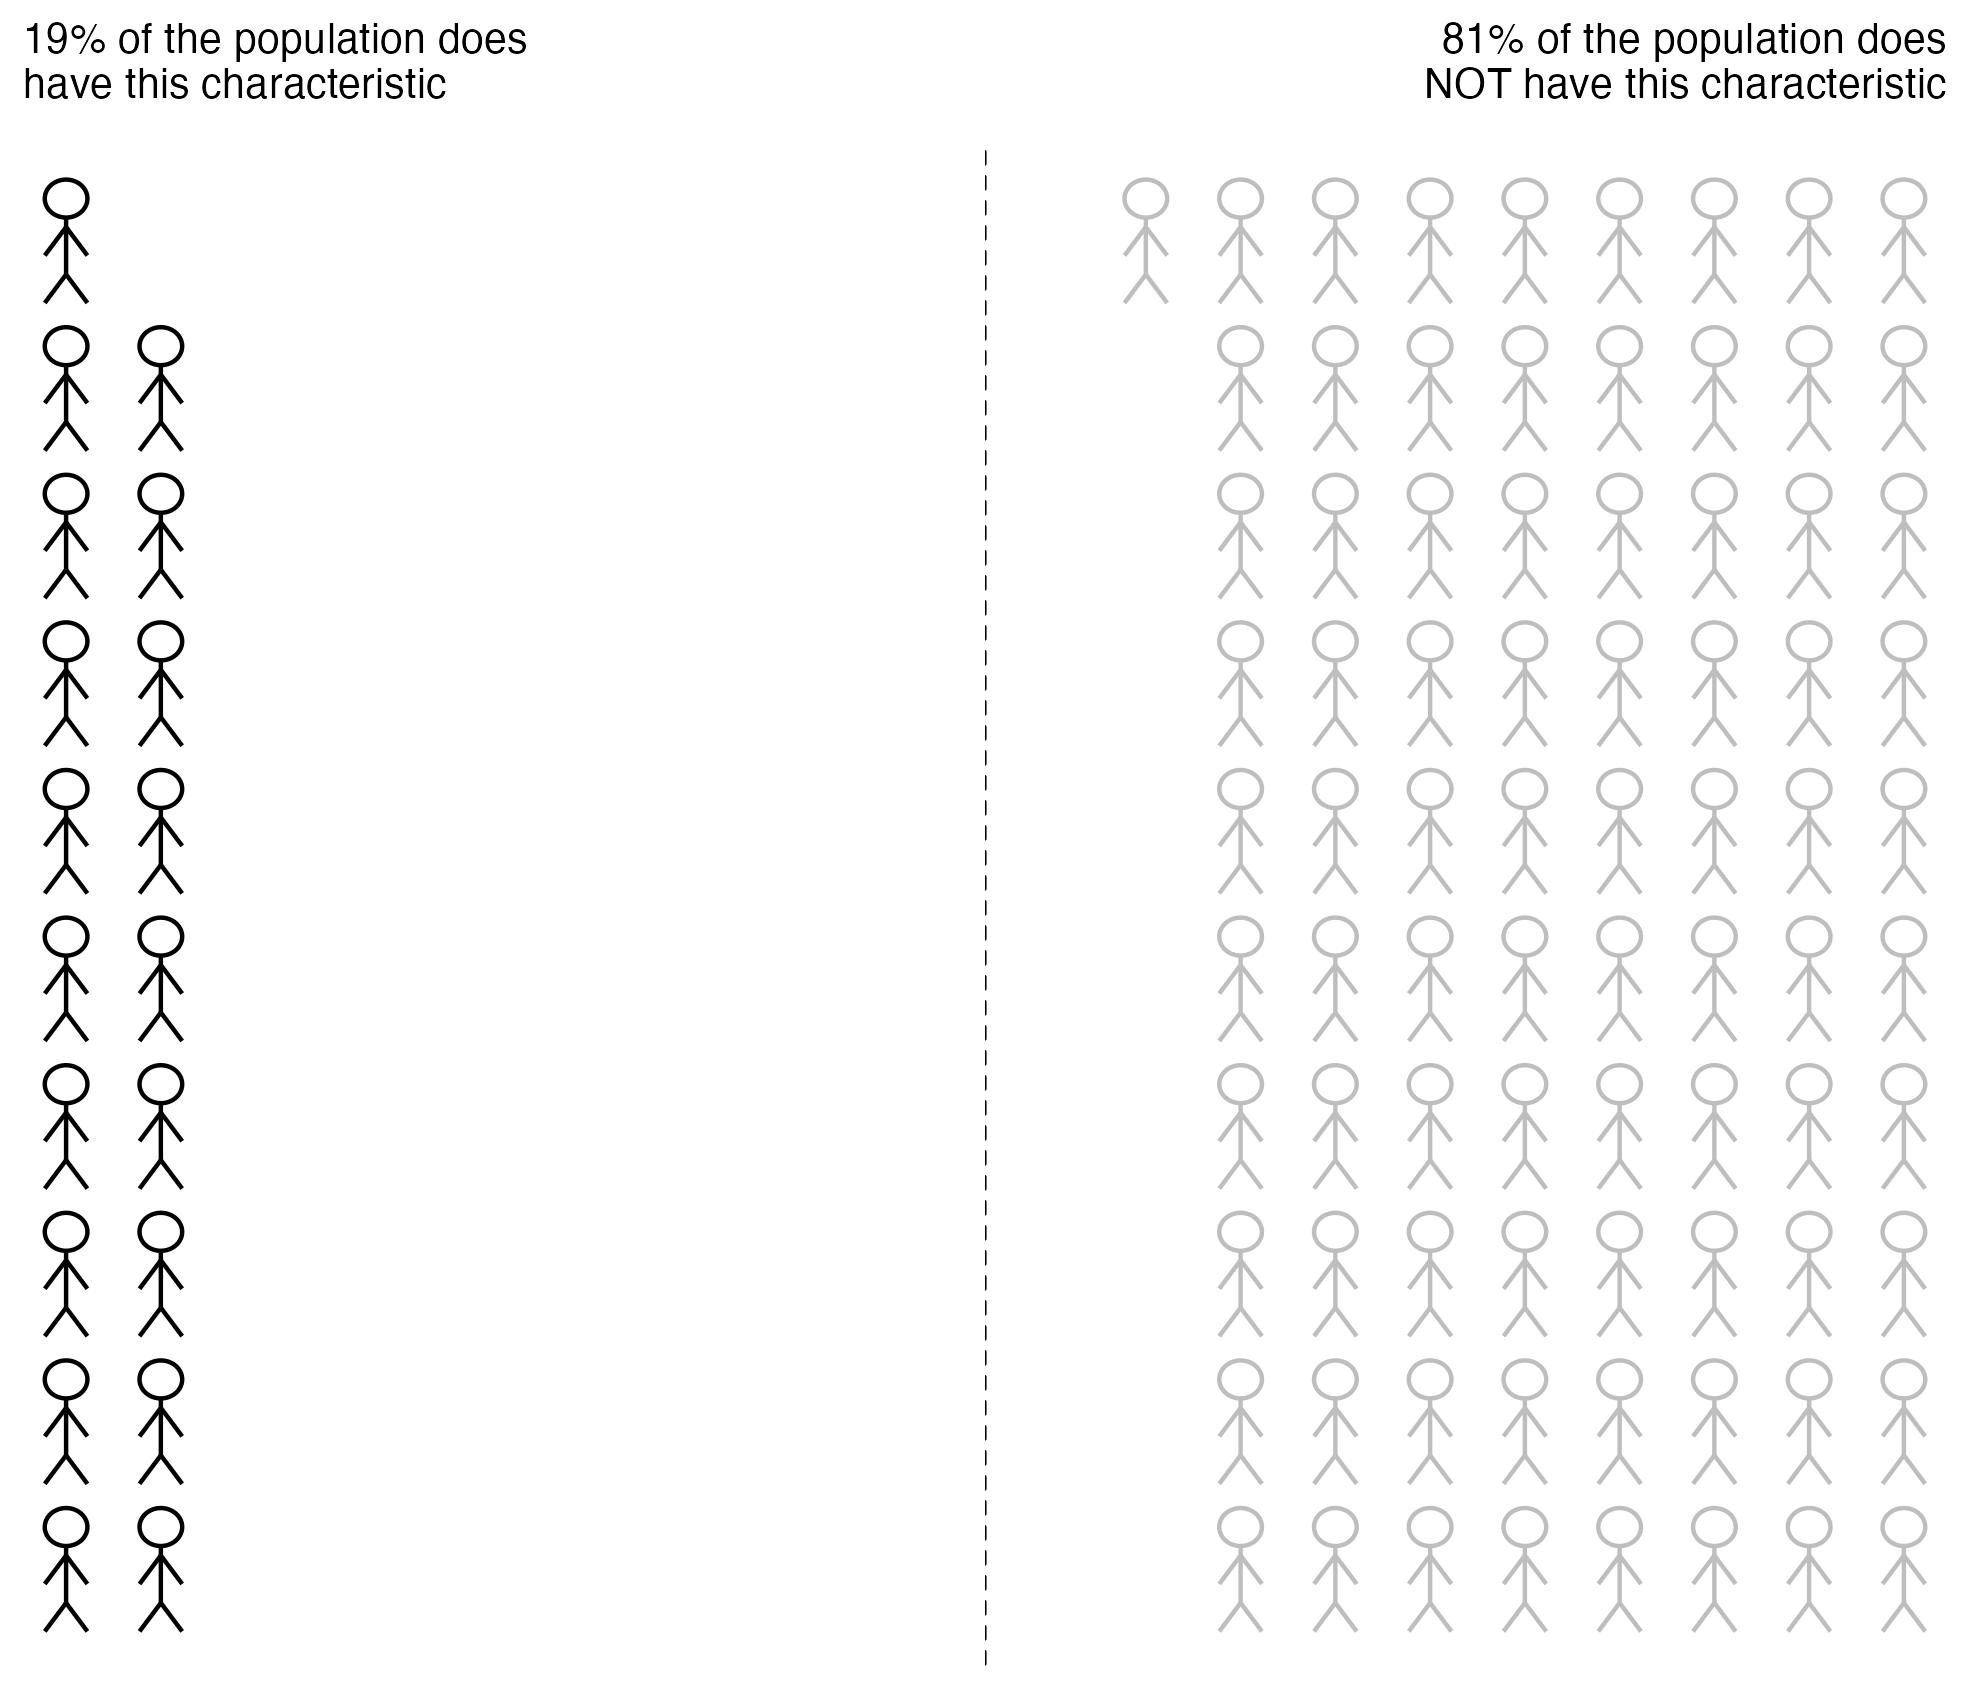 19% of the population does
have this characteristic
81% of the population does
NOT have this characteristic